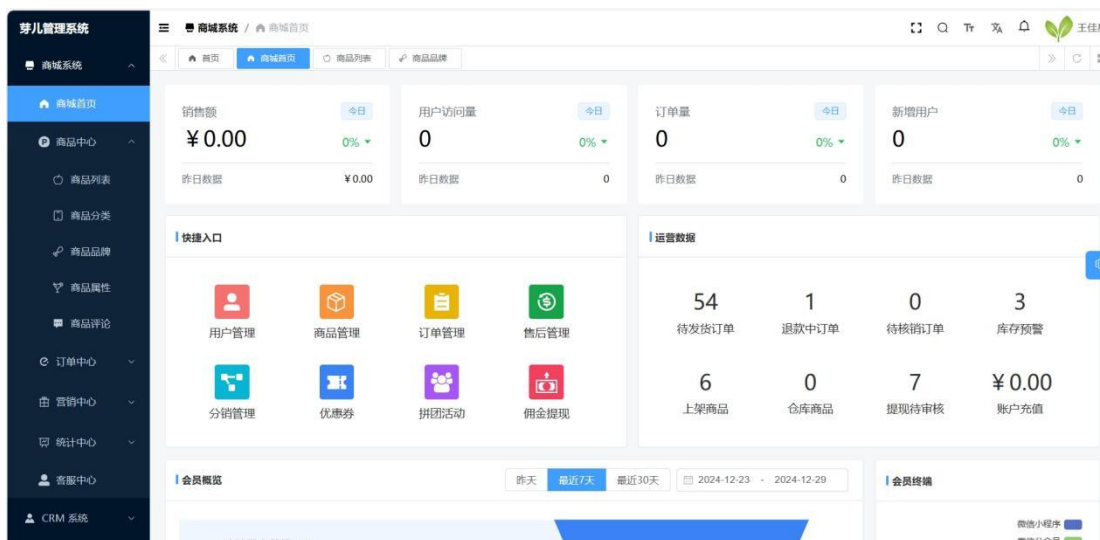 芽儿管理系统
商城系统 / 商城首页
首页 商城首页 商品列表 商品品牌
商城系统
商城首页
商品中心
商品列表
商品分类
商品品牌
商品属性
商品评论
订单中心
营销中心
统计中心
客服中心
CRM 系统
销售额 今日
¥0.00 0%
昨日数据 ¥0.00
用户访问量 今日
0 0%
昨日数据 0
订单量 今日
0 0%
昨日数据 0
新增用户 今日
0 0%
昨日数据 0
快捷入口
用户管理 商品管理 订单管理 售后管理
分销管理 优惠券 拼团活动 佣金提现
运营数据
54 1 0 3
待发货订单 退款中订单 待核销订单 库存预警
6 0 7 ¥0.00
上架商品 仓库商品 提现待审核 账户充值
会员概览 昨天 最近7天 最近30天 2024-12-23 - 2024-12-29
会员终端
微信小程序